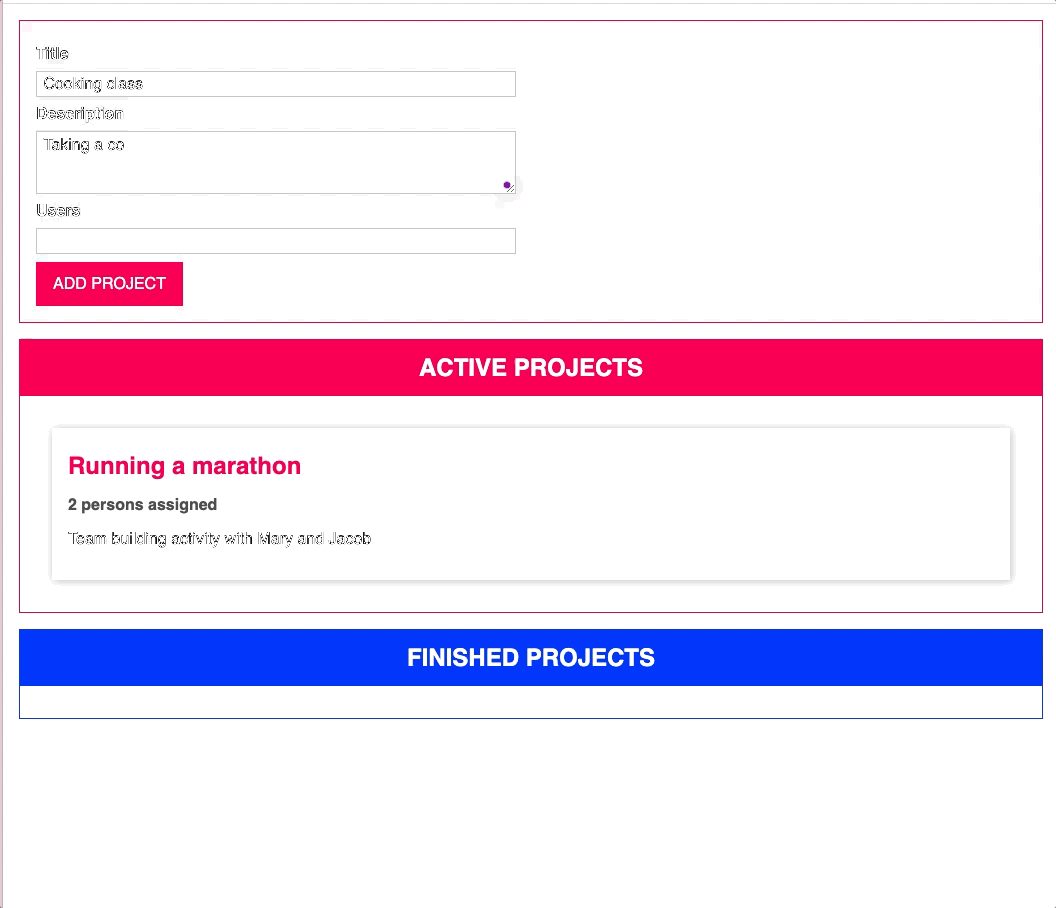 Title
Cooking class
Description
Taking a co
Users
ADD PROJECT
ACTIVE PROJECTS
Running a marathon
2 persons assigned
Team building activity with Mary and Jacob
FINISHED PROJECTS